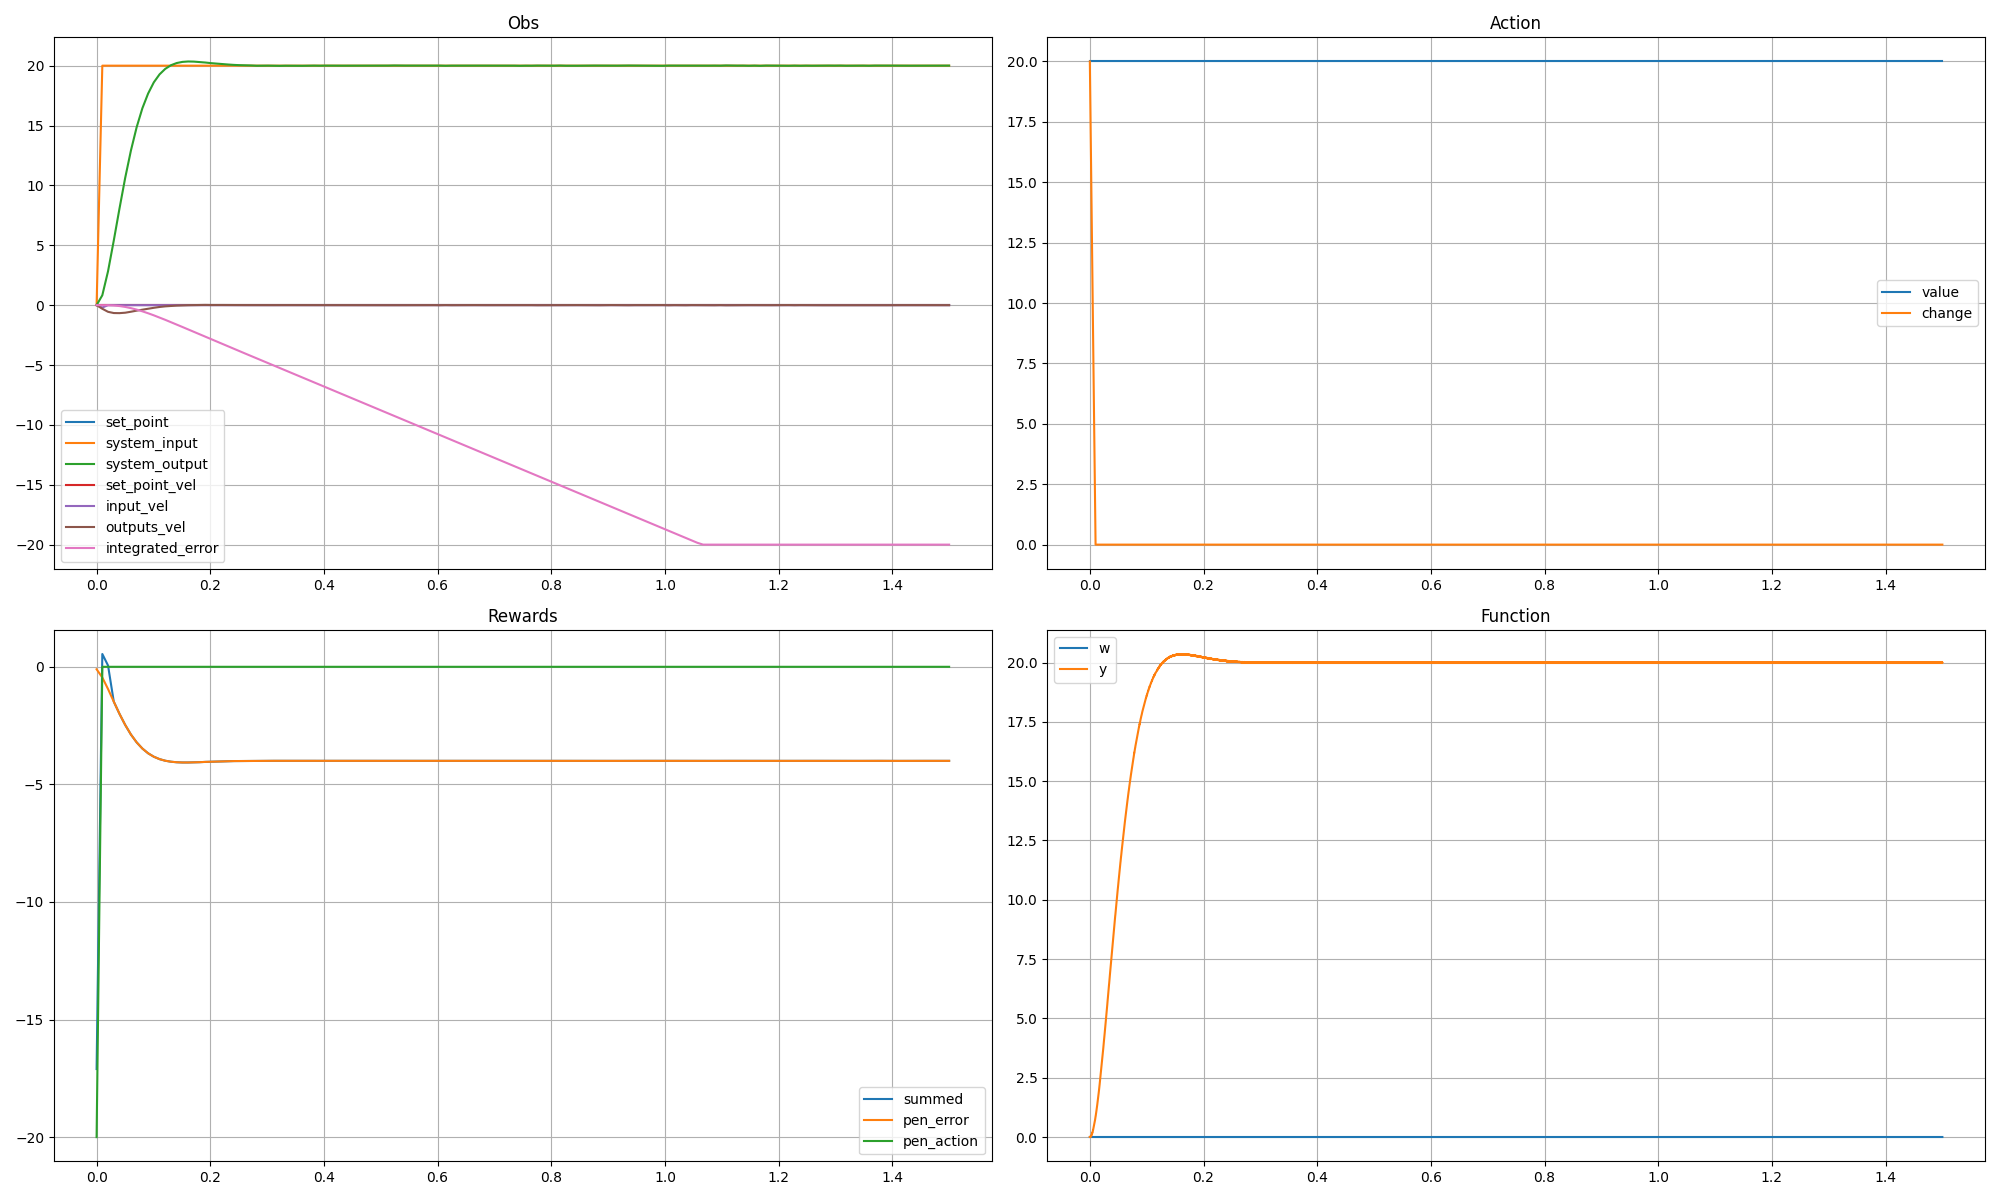 Obs
20
15
10
5
0
−5
−10
−15
−20
set_point
system_input
system_output
set_point_vel
input_vel
outputs_vel
integrated_error
0.0 0.2 0.4 0.6 0.8 1.0 1.2 1.4
Action
20.0
17.5
15.0
12.5
10.0
7.5
5.0
2.5
0.0
value
change
0.0 0.2 0.4 0.6 0.8 1.0 1.2 1.4
Rewards
0
−5
−10
−15
−20
summed
pen_error
pen_action
0.0 0.2 0.4 0.6 0.8 1.0 1.2 1.4
Function
w
y
20.0
17.5
15.0
12.5
10.0
7.5
5.0
2.5
0.0
0.0 0.2 0.4 0.6 0.8 1.0 1.2 1.4